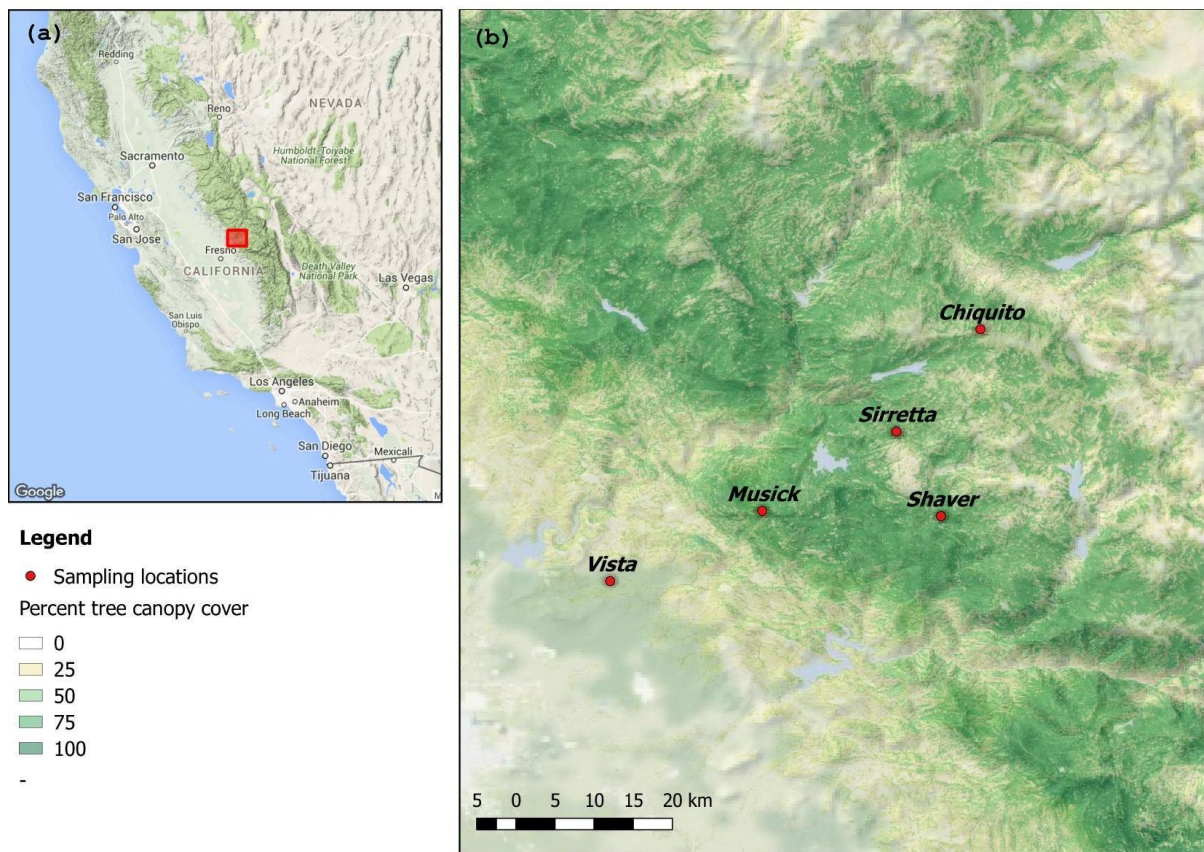 (a)
Redding
NEVADA
Reno
Humboldt-Toiyabe
National Forest
Sacramento
San Francisco
Palo Alto
San Jose
Fresno
CALIFORNIA
Death Valley
National Park
Las Vegas
San Luis
Obispo
Los Angeles
Anaheim
Long Beach
San Diego
Mexicali
Tijuana
Google
M
Legend
Sampling locations
Percent tree canopy cover
0
25
50
75
100
-
(b)
Chiquito
Sirretta
Musick
Shaver
Vista
5 0 5 10 15 20 km